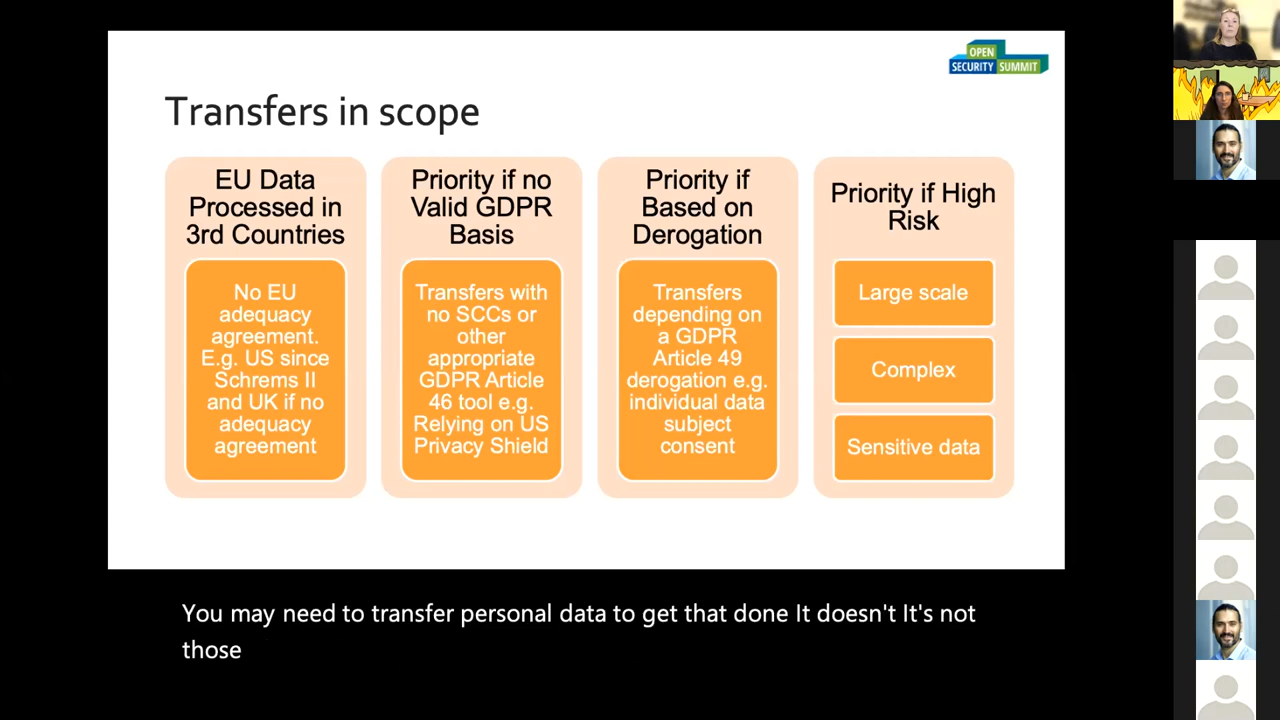 OPEN
SECURITY SUMMIT
Transfers in scope
EU Data
Processed in
3rd Countries
No EU
adequacy
agreement.
E.g. US since
Schrems II
and UK if no
adequacy
agreement
Priority if no
Valid GDPR
Basis
Transfers with
no SCCs or
other
appropriate
GDPR Article
46 tool e.g.
Relying on US
Privacy Shield
Priority if
Based on
Derogation
Transfers
depending on
a GDPR
Article 49
derogation e.g.
individual data
subject
consent
Priority if High
Risk
Large scale
Complex
Sensitive data
You may need to transfer personal data to get that done It doesn't It's not
those